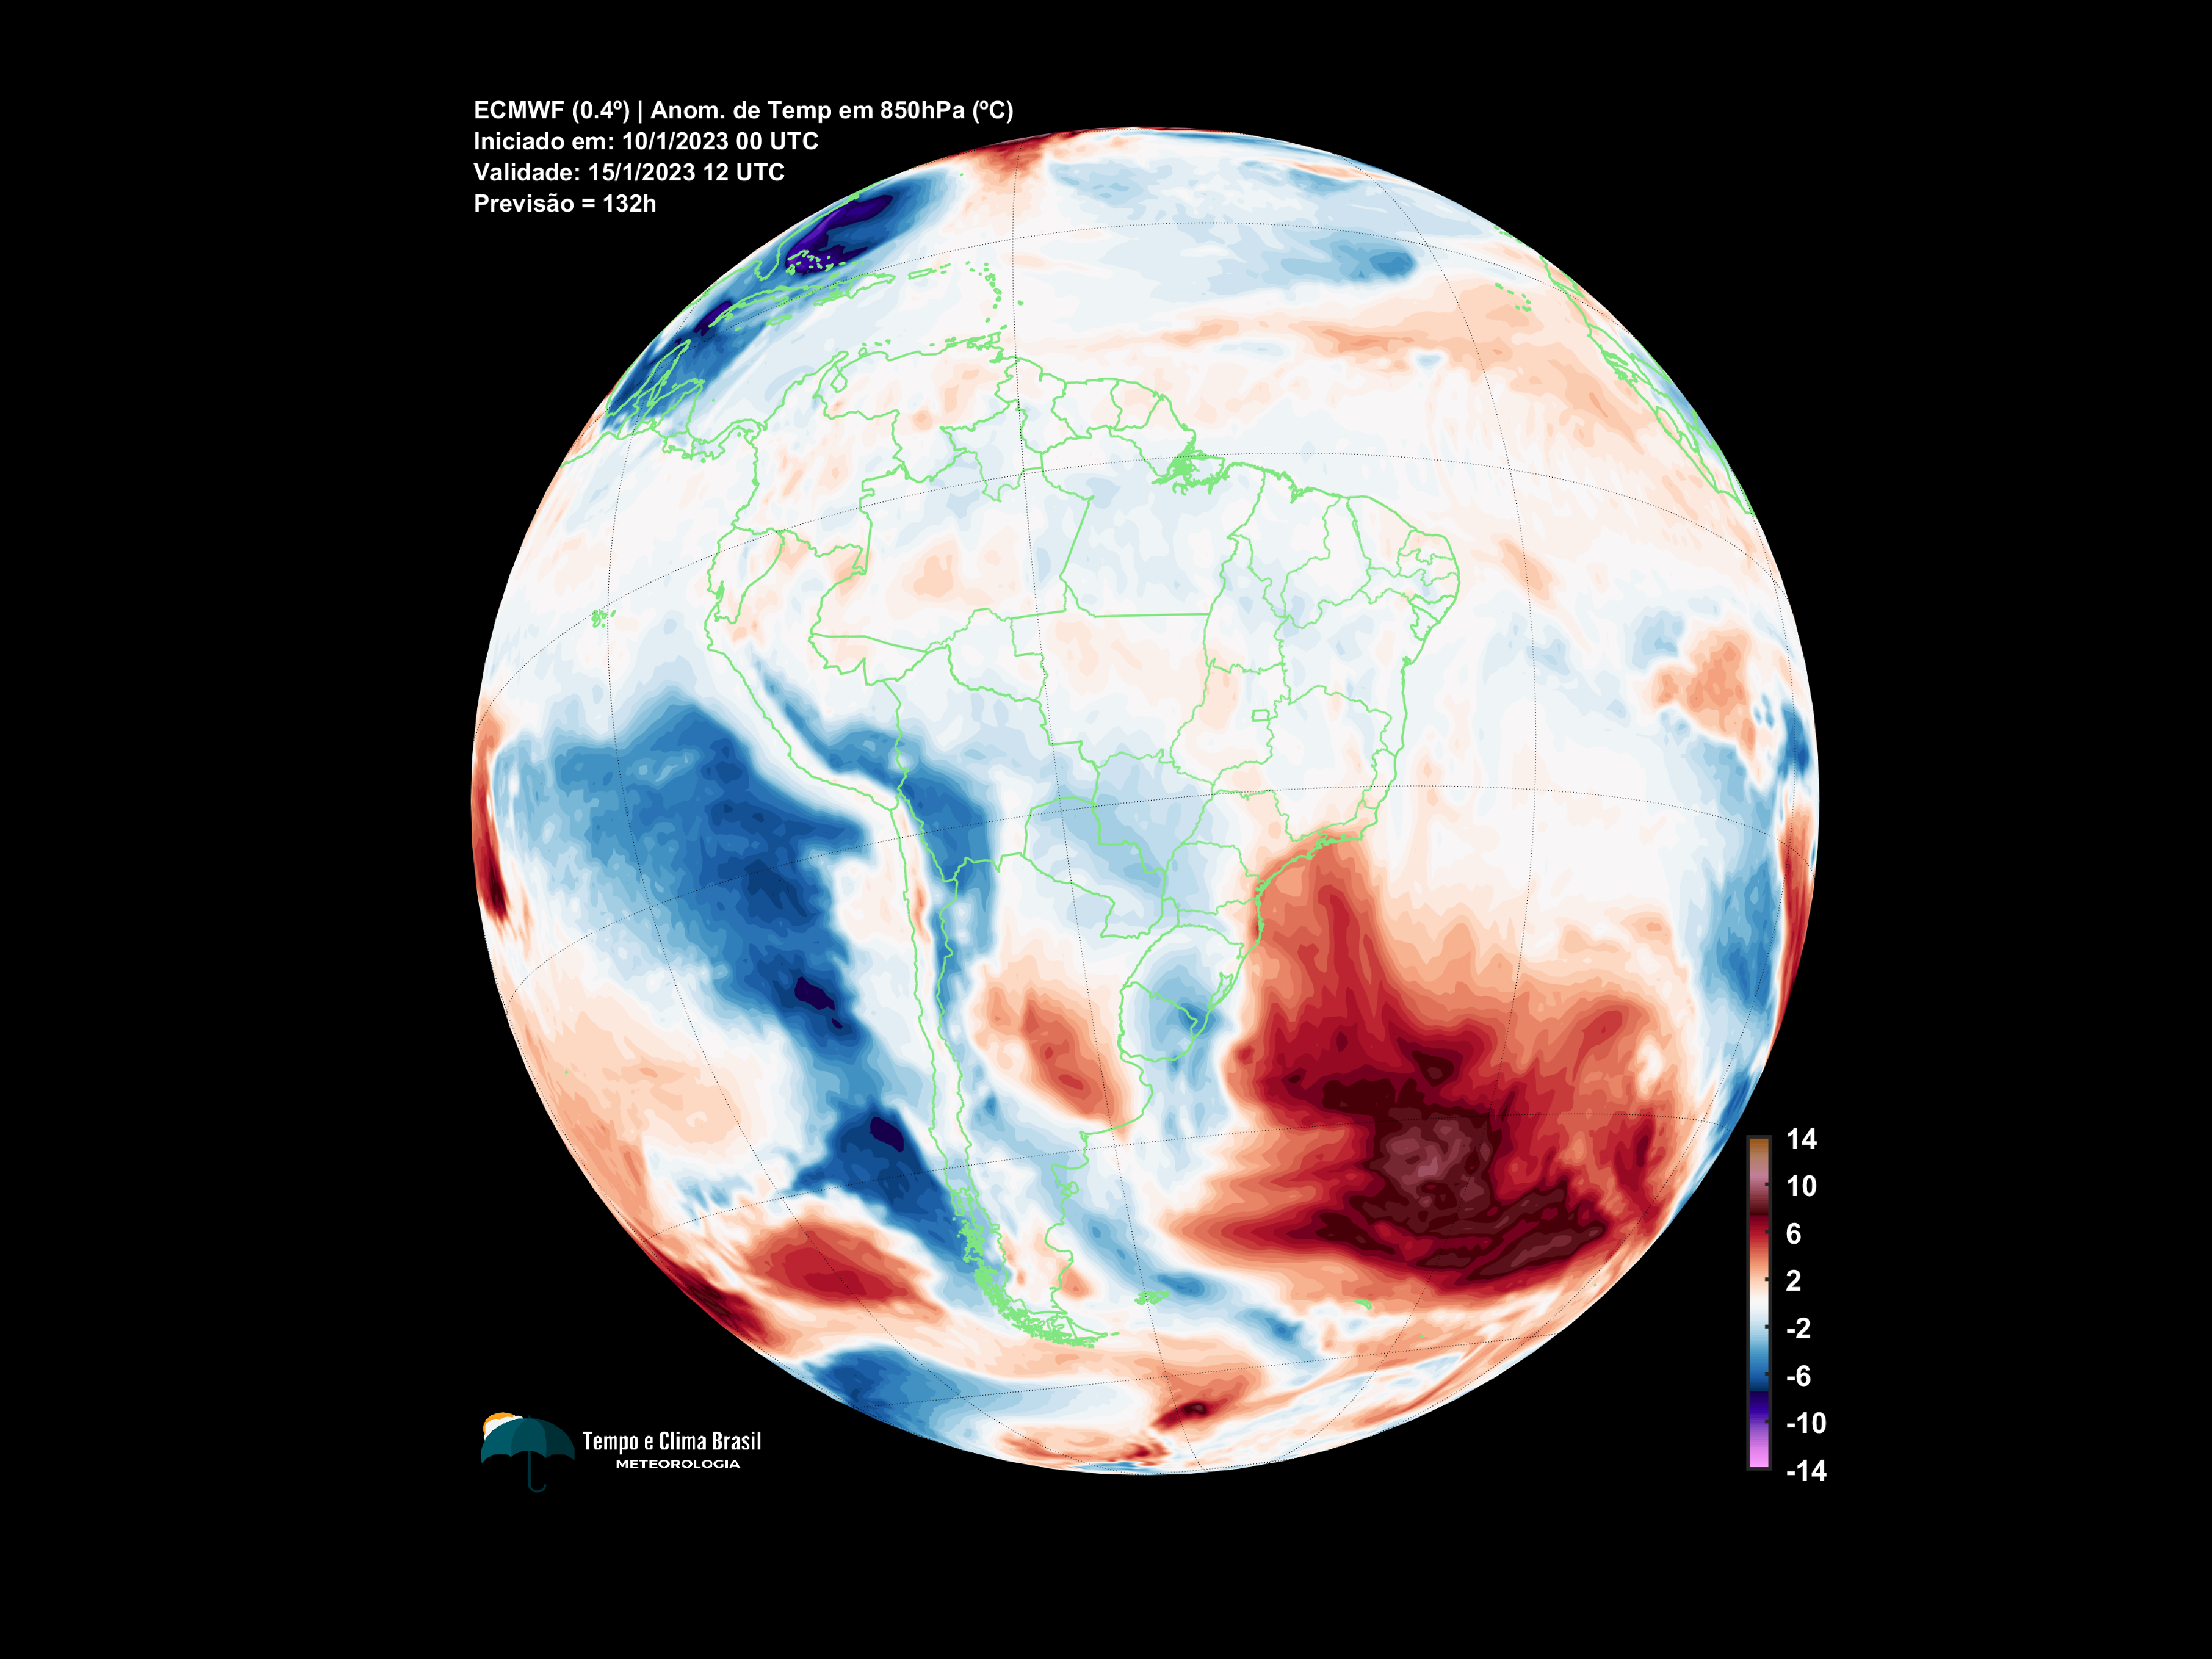 ECMWF (0.4º) | Anom. de Temp em 850hPa (ºC)
Iniciado em: 10/1/2023 00 UTC
Validade: 15/1/2023 12 UTC
Previsão = 132h
14
10
6
2
-2
-6
-10
-14
Tempo e Clima Brasil
METEOROLOGIA